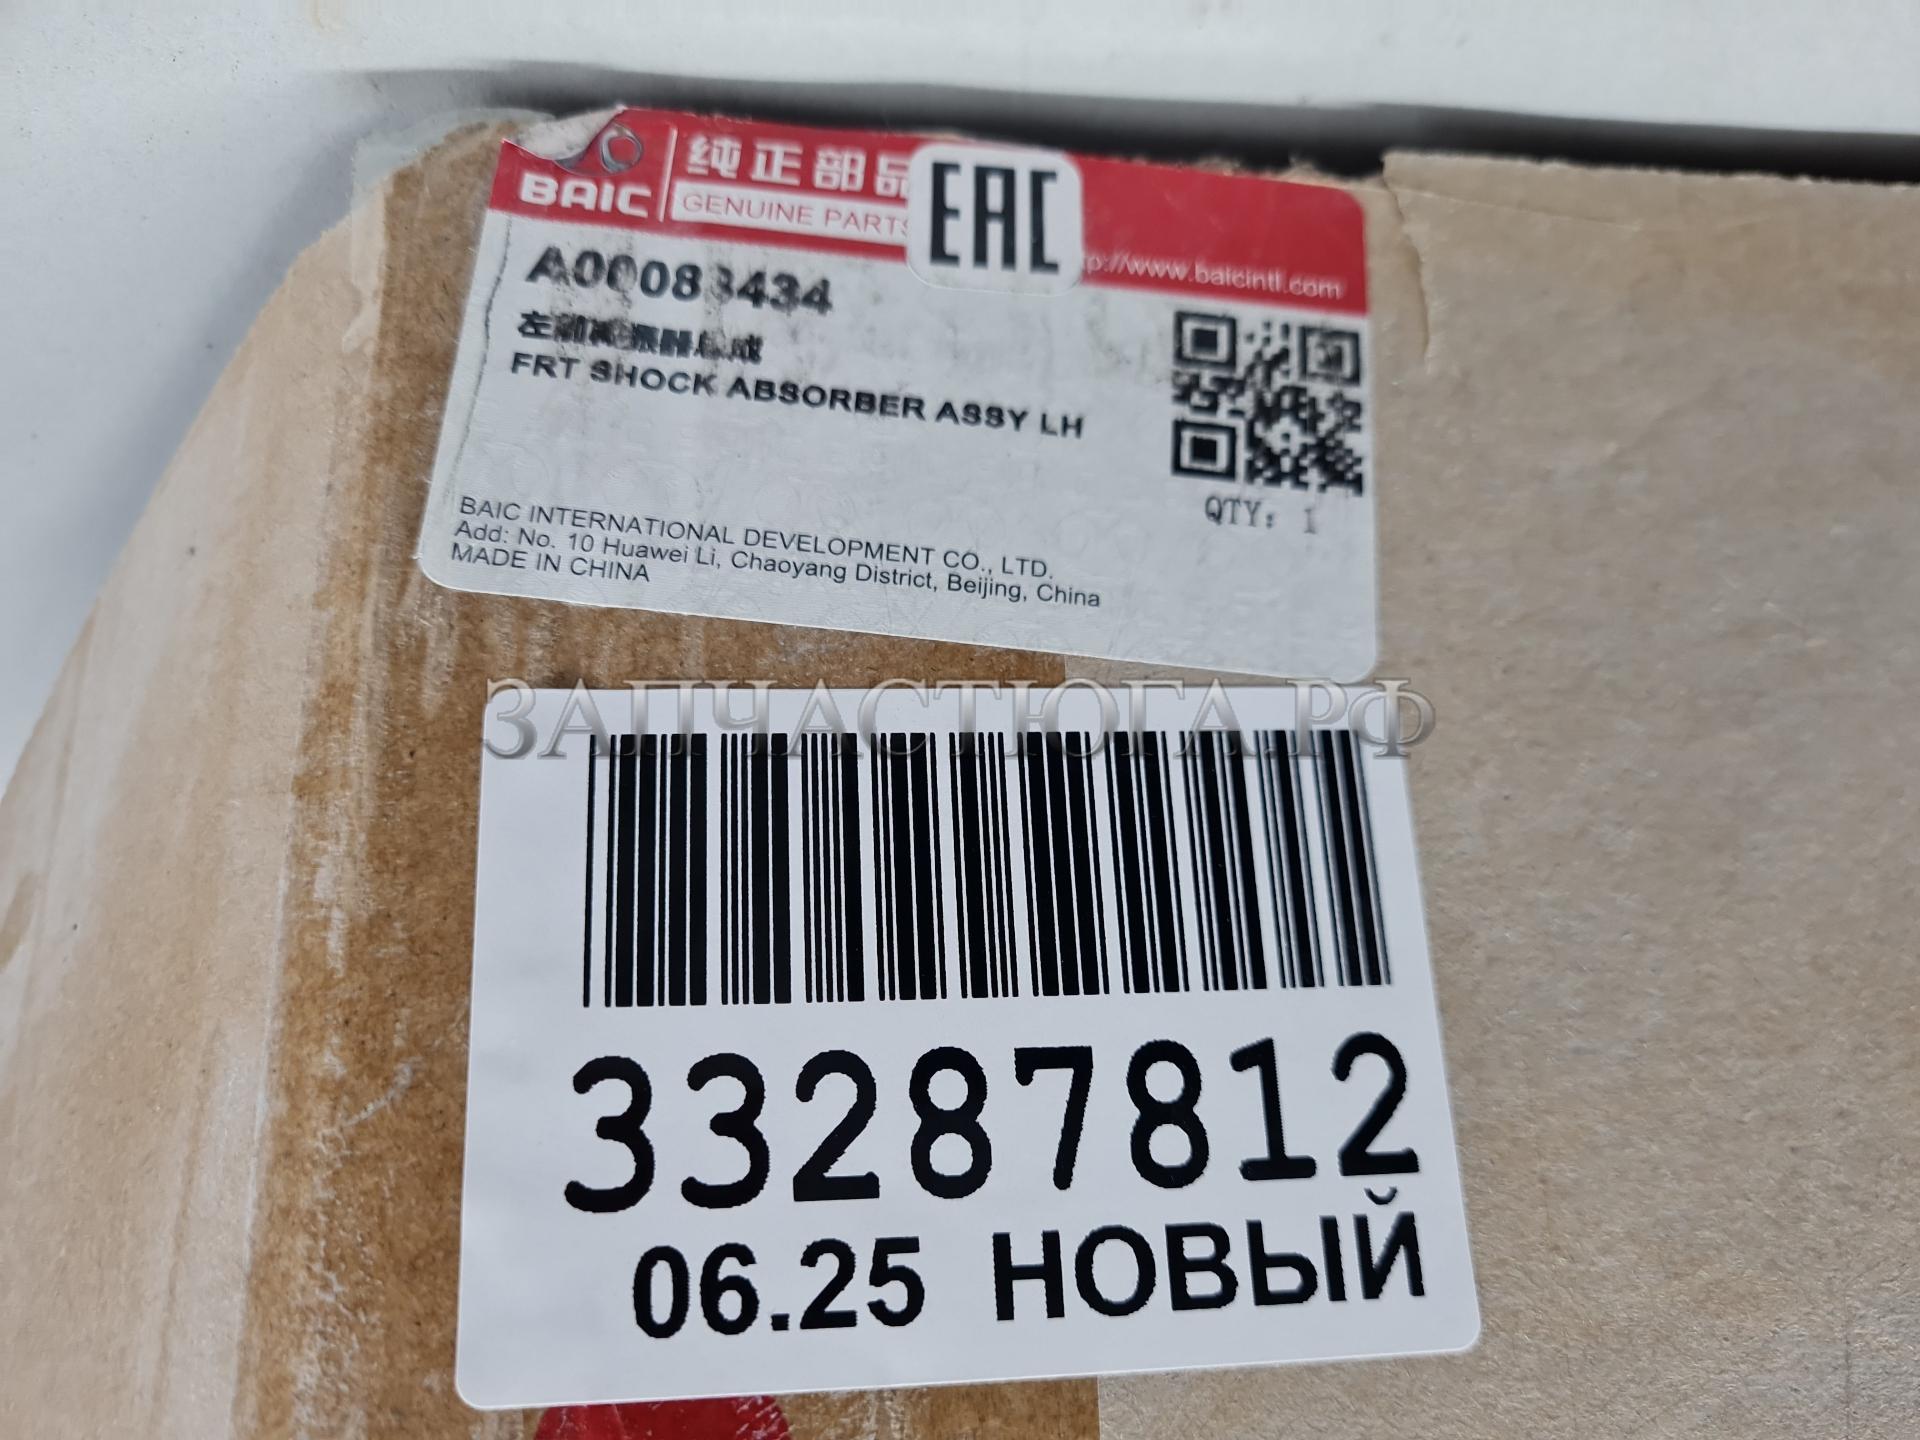 BAIC
纯正部品
GENUINE PARTS
EAC
p://www.baicintl.com
A00083434
FRT SHOCK ABSORBER ASSY LH
QTY: 1
BAIC INTERNATIONAL DEVELOPMENT CO., LTD.
Add: No. 10 Huawei Li, Chaoyang District, Beijing, China
MADE IN CHINA
ЗАПЧАСТЮГА.РФ
33287812
06.25 НОВЫЙ